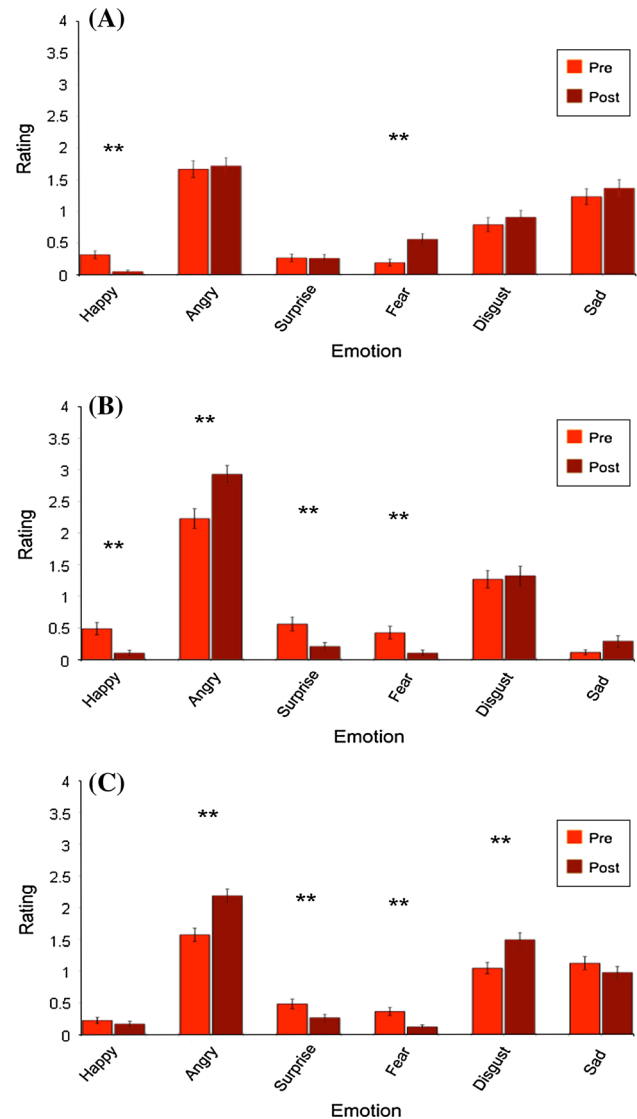 (A)
4
3.5
3
2.5
2
1.5
1
0.5
0
Rating
Pre
Post
** **
Happy Angry Surprise Fear Disgust Sad
Emotion
(B)
4
3.5
3
2.5
2
1.5
1
0.5
0
Rating
Pre
Post
** ** ** **
Happy Angry Surprise Fear Disgust Sad
Emotion
(C)
4
3.5
3
2.5
2
1.5
1
0.5
0
Rating
Pre
Post
** ** ** **
Happy Angry Surprise Fear Disgust Sad
Emotion